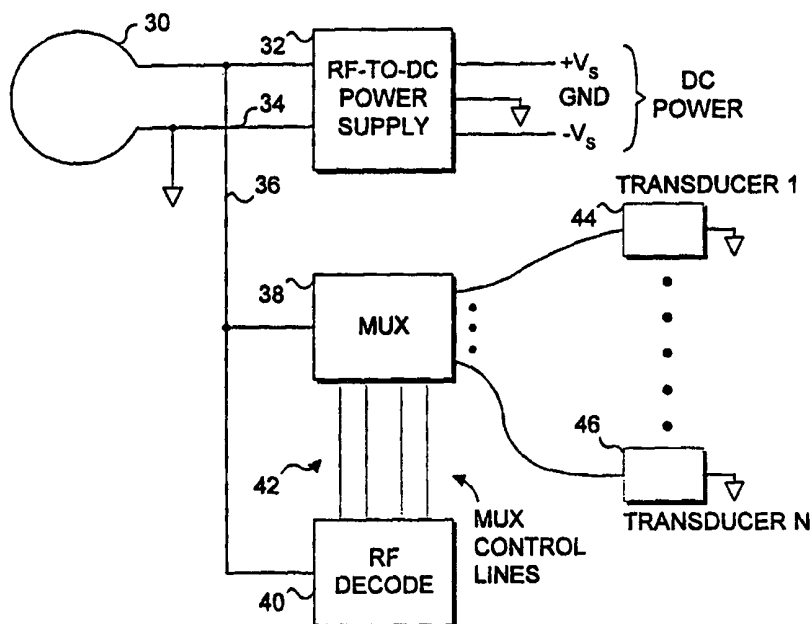 30
32
RF-TO-DC
POWER
SUPPLY
+Vs
GND
-Vs
DC
POWER
34
36
TRANSDUCER 1
44
38
MUX
42
MUX
CONTROL
LINES
46
TRANSDUCER N
RF
DECODE
40